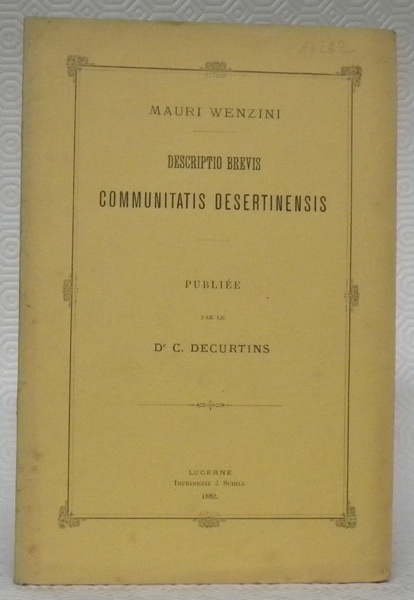 MAURI WENZINI
DESCRIPTIO BREVIS
COMMUNITATIS DESERTINENSIS
PUBLIÉE
PAR LE
Dr C. DECURTINS
LUCERNE
IMPRIMERIE J. SCHILL
1882.